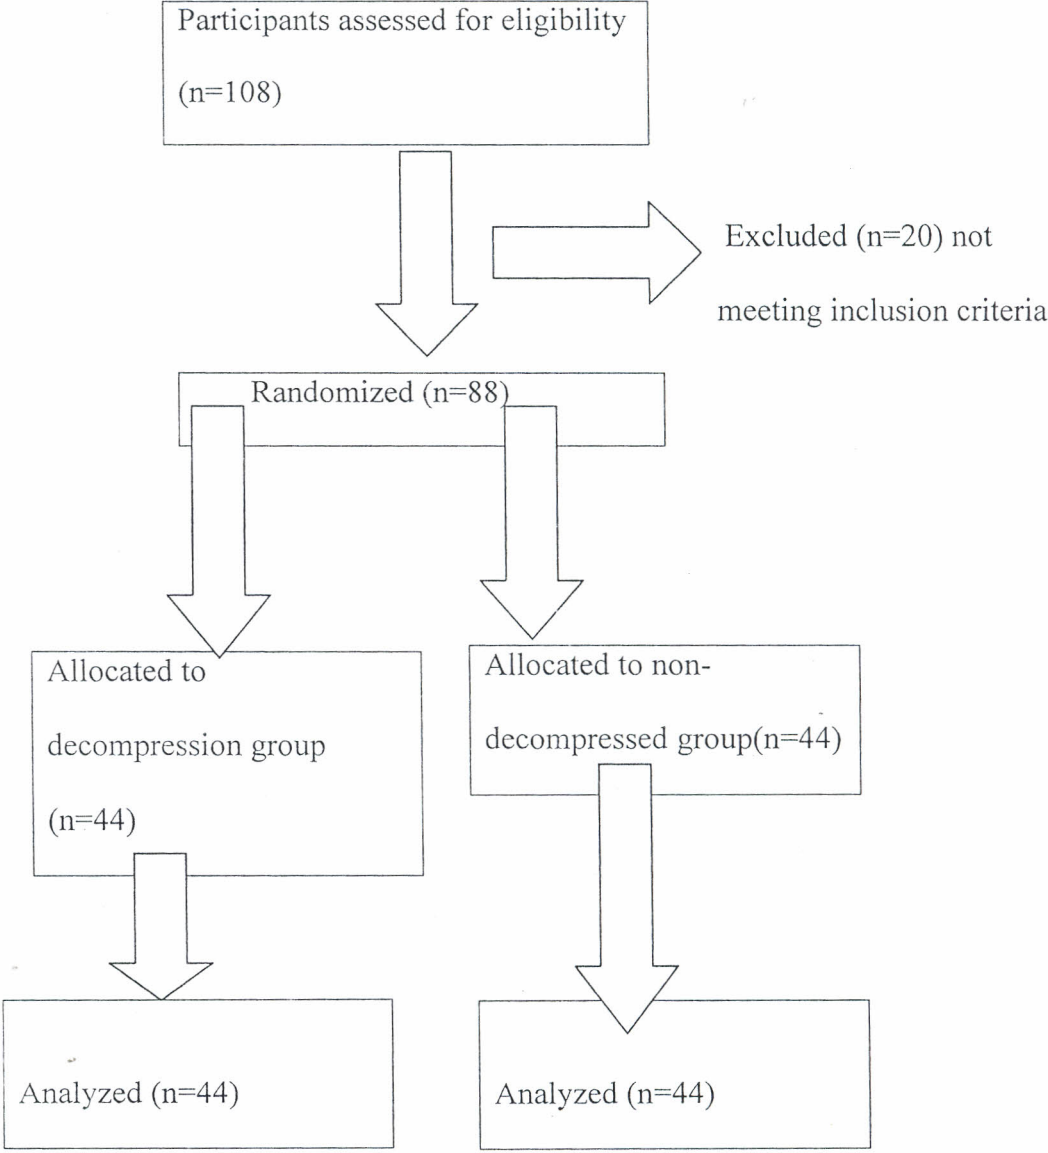 Participants assessed for eligibility
(n=108)
Excluded (n=20) not
meeting inclusion criteria
Randomized (n=88)
Allocated to
decompression group
(n=44)
Allocated to non-
decompressed group(n=44)
Analyzed (n=44)
Analyzed (n=44)